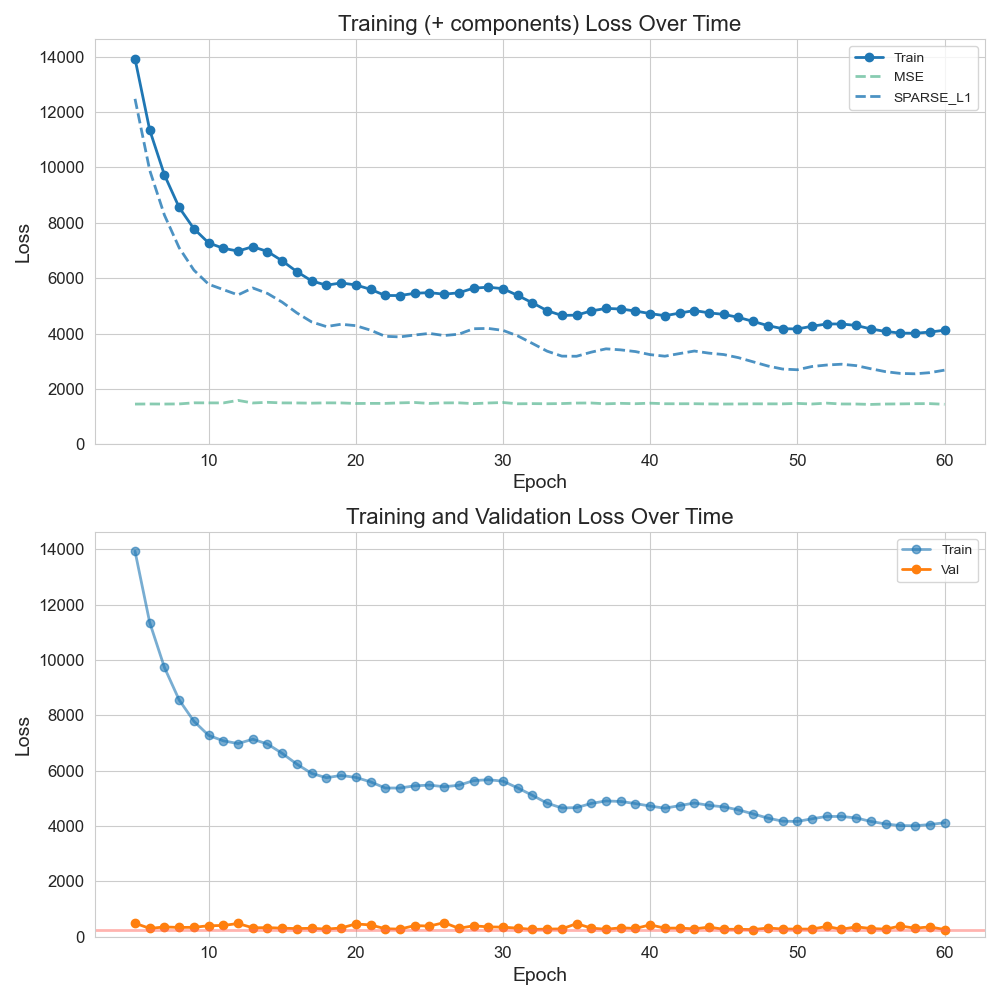 Training (+ components) Loss Over Time
Loss
14000
12000
10000
8000
6000
4000
2000
0
Train
MSE
SPARSE_L1
10 20 30 40 50 60
Epoch
Training and Validation Loss Over Time
Loss
14000
12000
10000
8000
6000
4000
2000
0
Train
Val
10 20 30 40 50 60
Epoch